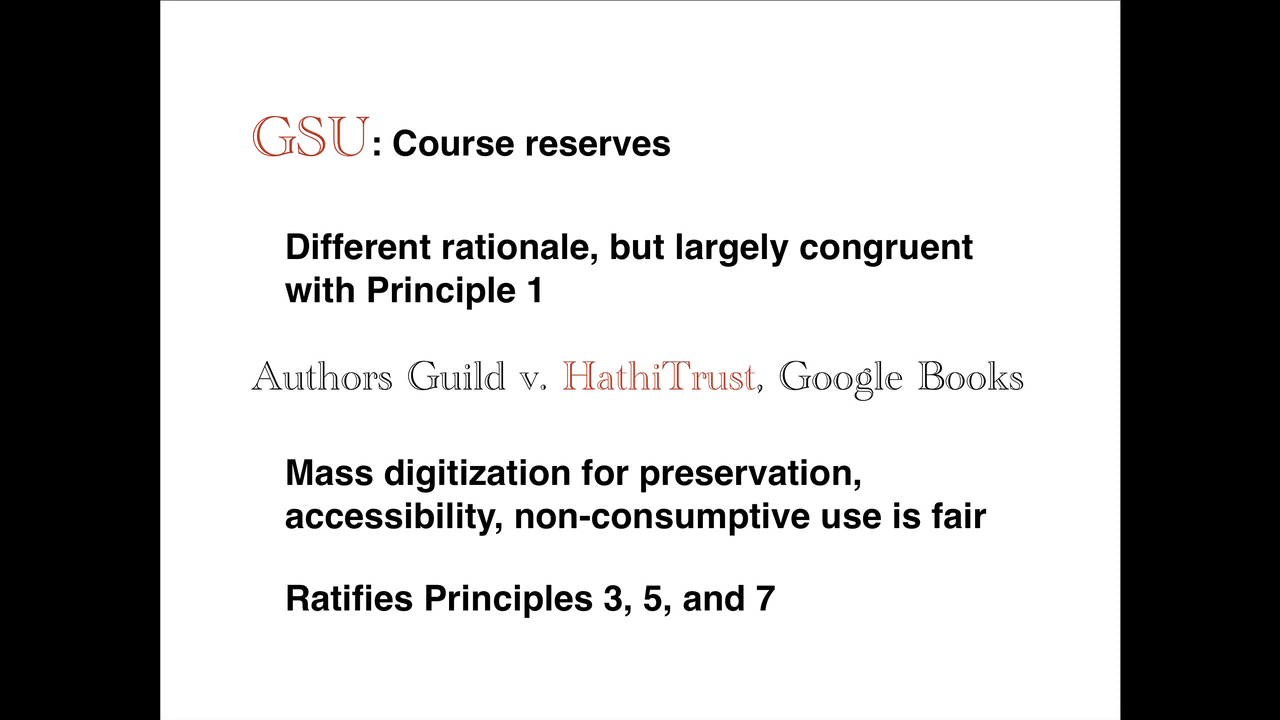 GSU: Course reserves
Different rationale, but largely congruent
with Principle 1
Authors Guild v. HathiTrust, Google Books
Mass digitization for preservation,
accessibility, non-consumptive use is fair
Ratifies Principles 3, 5, and 7